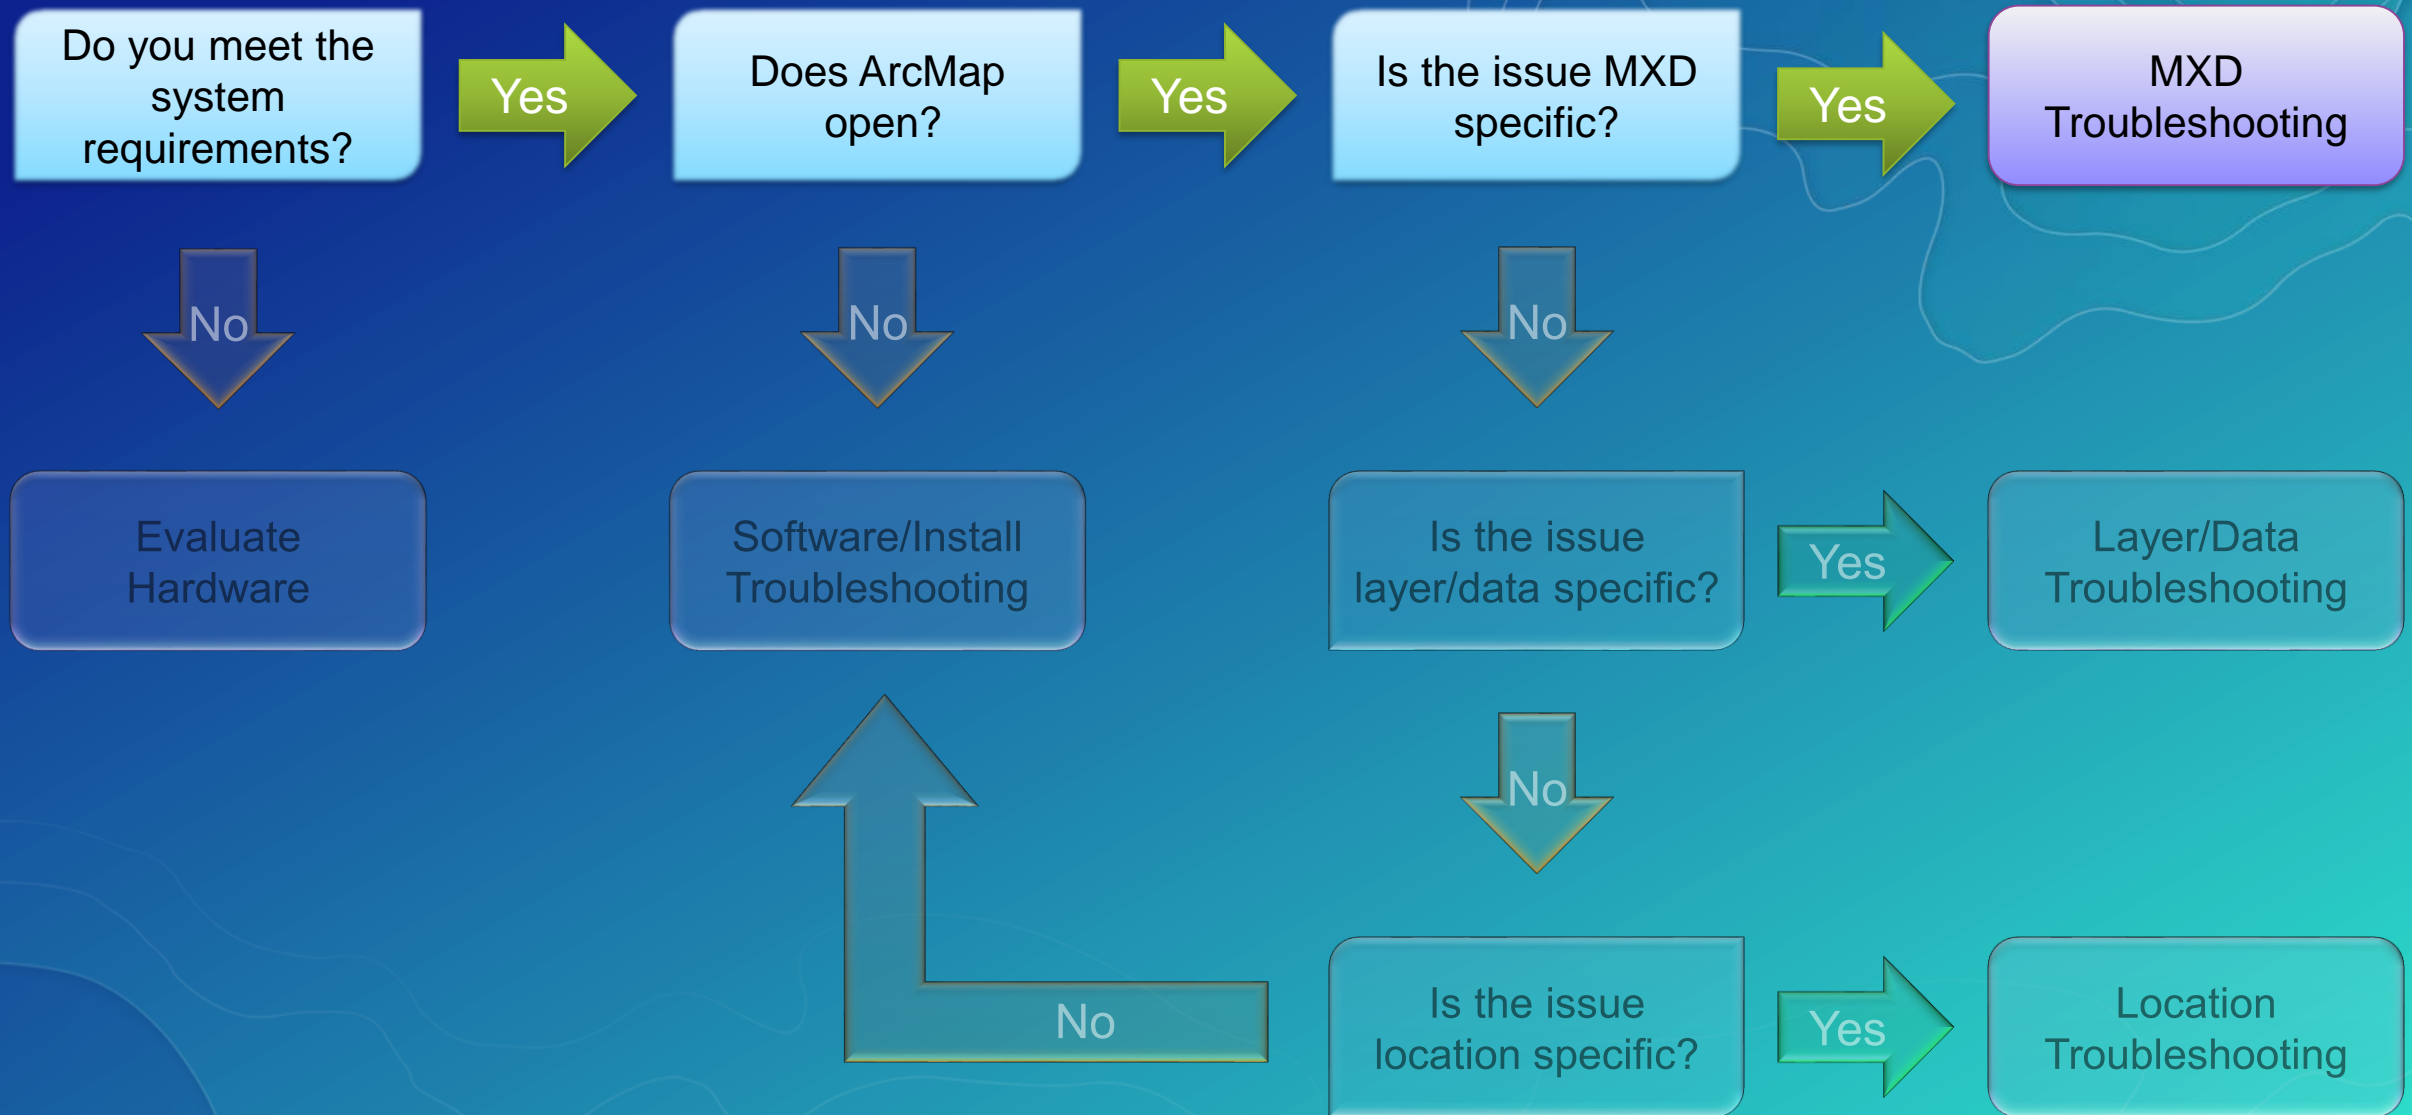 Do you meet the
system
requirements?
Yes
Does ArcMap
open?
Yes
Is the issue MXD
specific?
Yes
MXD
Troubleshooting
No
No
No
Evaluate
Hardware
Software/Install
Troubleshooting
Is the issue
layer/data specific?
Yes
Layer/Data
Troubleshooting
No
No
Is the issue
location specific?
Yes
Location
Troubleshooting